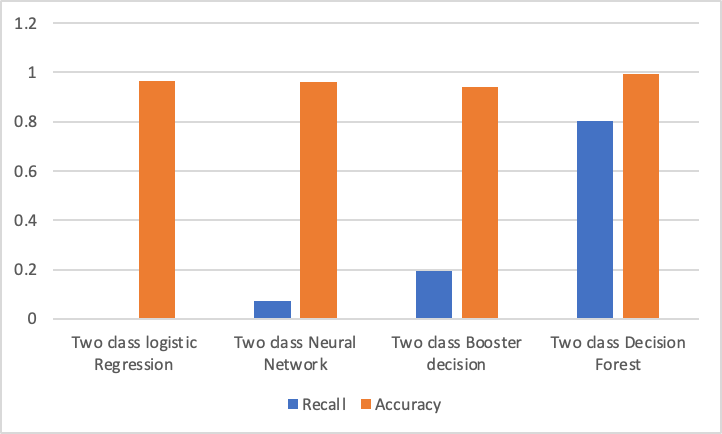 1.2
1
0.8
0.6
0.4
0.2
0
Two class logistic
Regression
Two class Neural
Network
Two class Booster
decision
Two class Decision
Forest
Recall
Accuracy